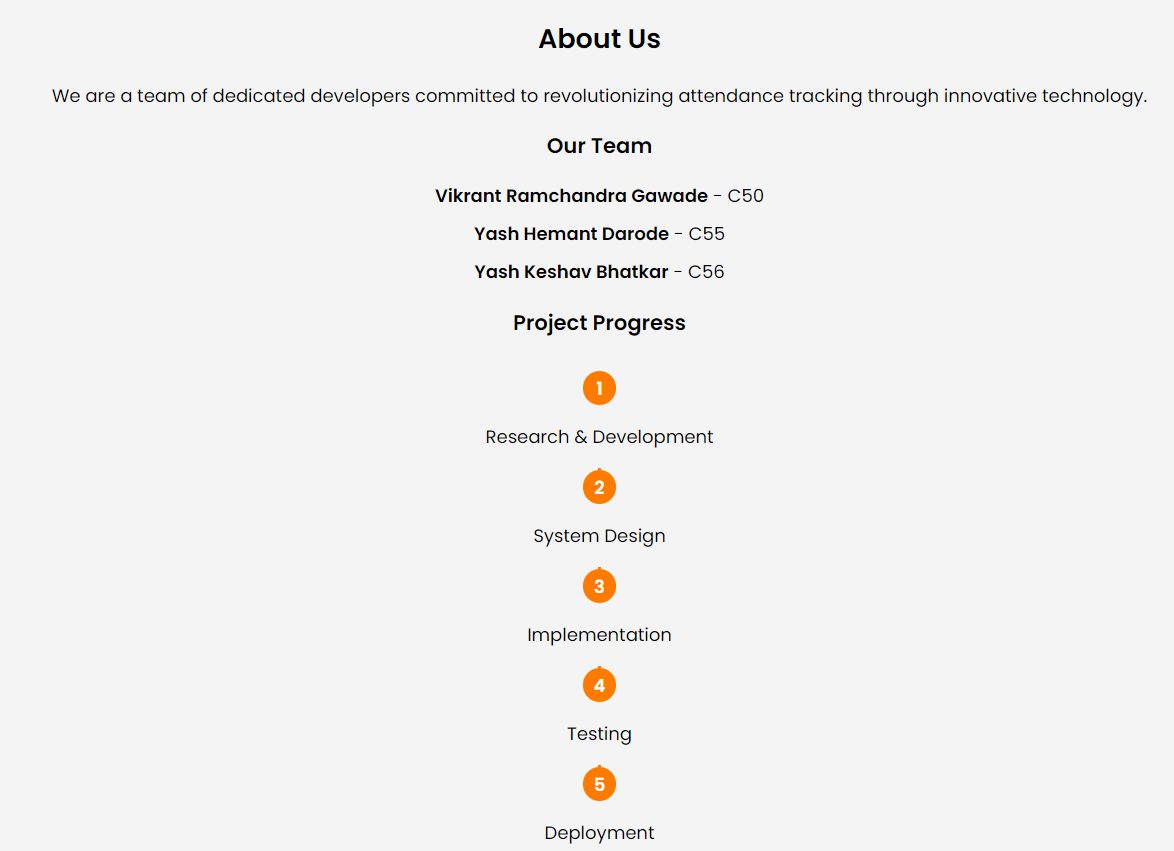 About Us
We are a team of dedicated developers committed to revolutionizing attendance tracking through innovative technology.
Our Team
Vikrant Ramchandra Gawade - C50
Yash Hemant Darode - C55
Yash Keshav Bhatkar - C56
Project Progress
1
Research & Development
2
System Design
3
Implementation
4
Testing
5
Deployment